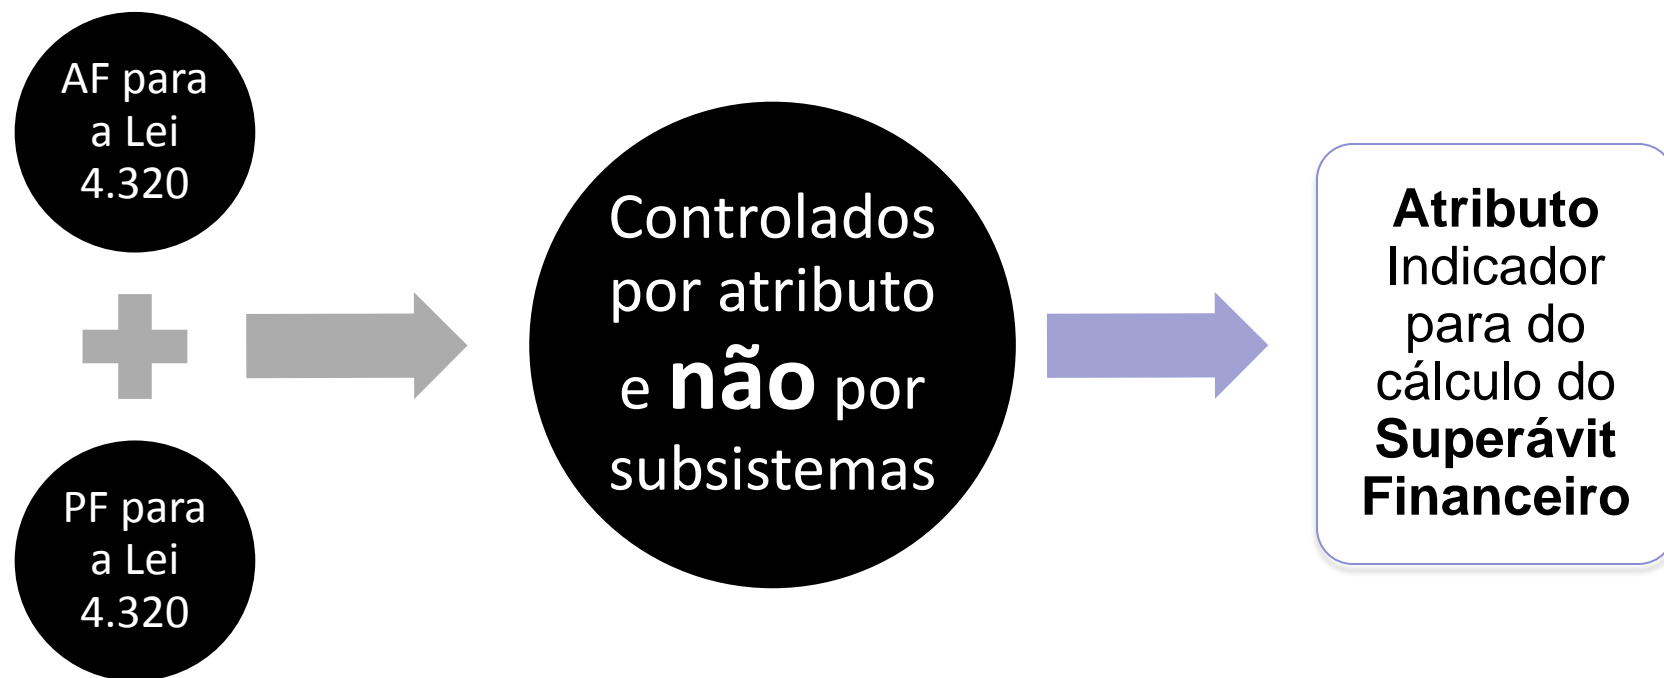 AF para
a Lei
4.320
PF para
a Lei
4.320
Controlados
por atributo
e não por
subsistemas
Atributo
Indicador
para do
cálculo do
Superávit
Financeiro